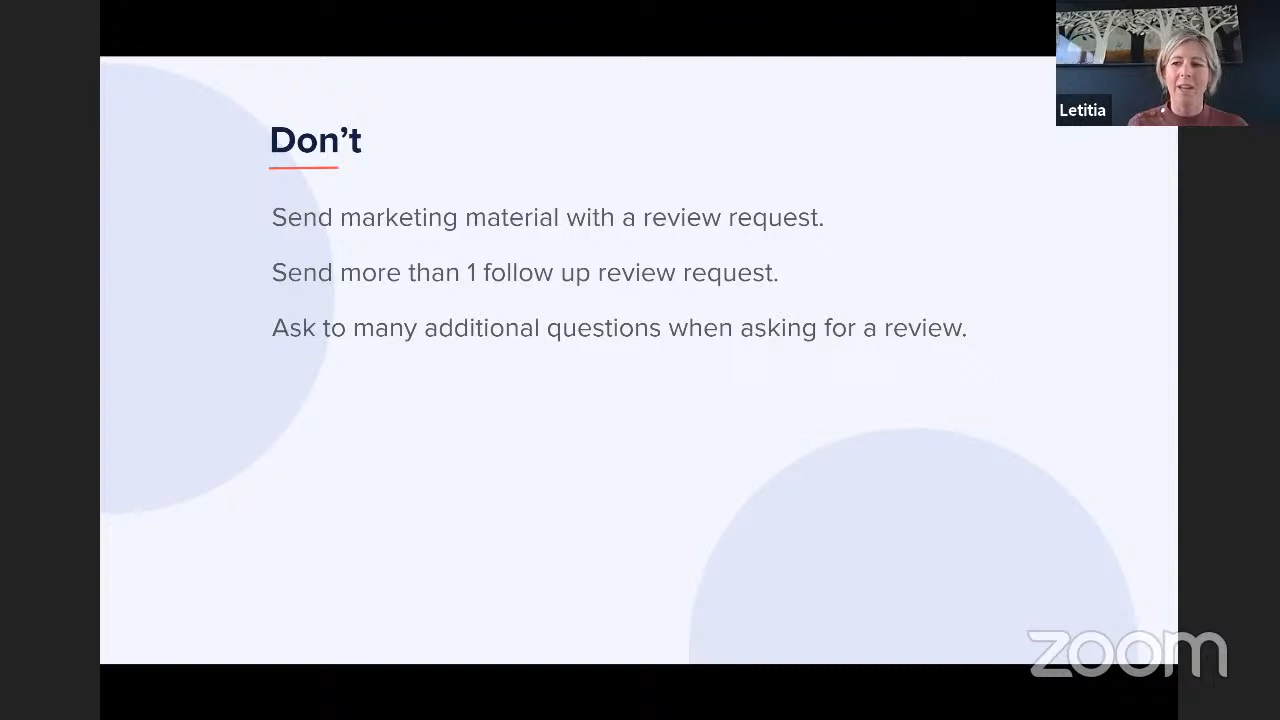 Don't
Send marketing material with a review request.
Send more than 1 follow up review request.
Ask to many additional questions when asking for a review.
Letitia
zoom